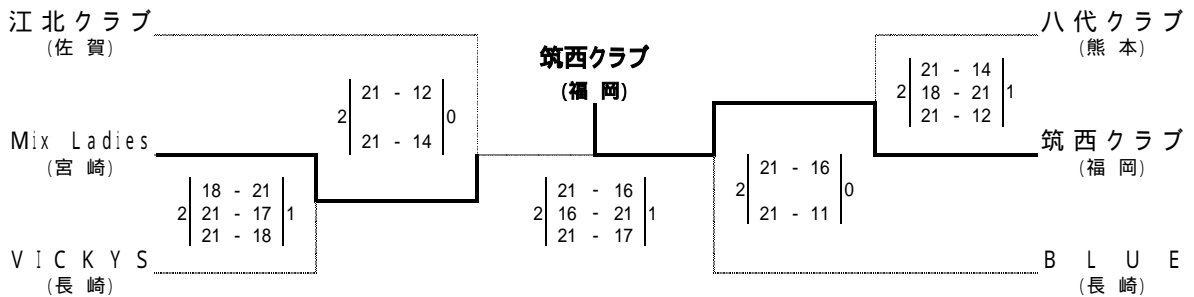 江北クラブ
(佐 賀)
Mix Ladies
(宮 崎)
VICKYS
(長 崎)
2 18 - 21 1
21 - 17
21 - 18
2 21 - 12 0
21 - 14
筑西クラブ
(福 岡)
2 21 - 16 1
16 - 21
21 - 17
2 21 - 16 0
21 - 11
2 21 - 14 1
18 - 21
21 - 12
八代クラブ
(熊 本)
筑西クラブ
(福 岡)
BLUE
(長 崎)